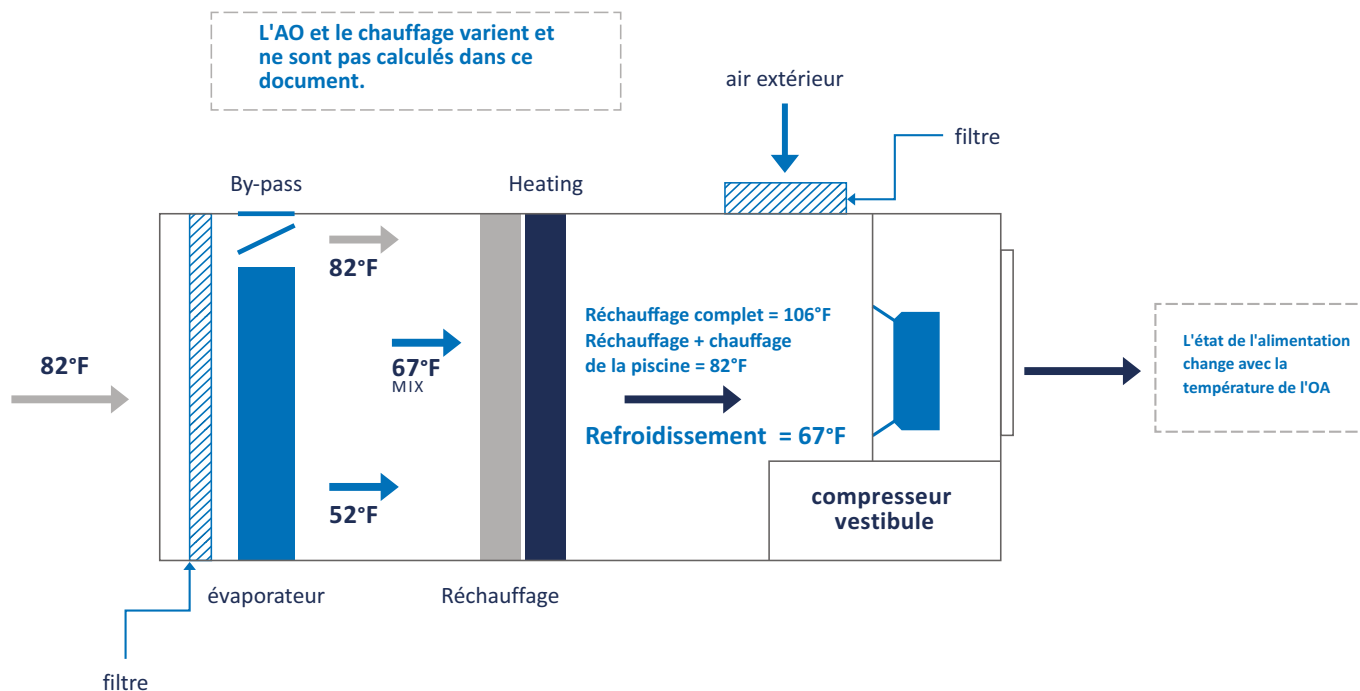 L'AO et le chauffage varient et
ne sont pas calculés dans ce
document.
air extérieur
filtre
By-pass
Heating
82°F
82°F
67°F
MIX
52°F
Réchauffage complet = 106°F
Réchauffage + chauffage
de la piscine = 82°F
Refroidissement = 67°F
L'état de l'alimentation
change avec la
température de l'OA
compresseur
vestibule
évaporateur
Réchauffage
filtre